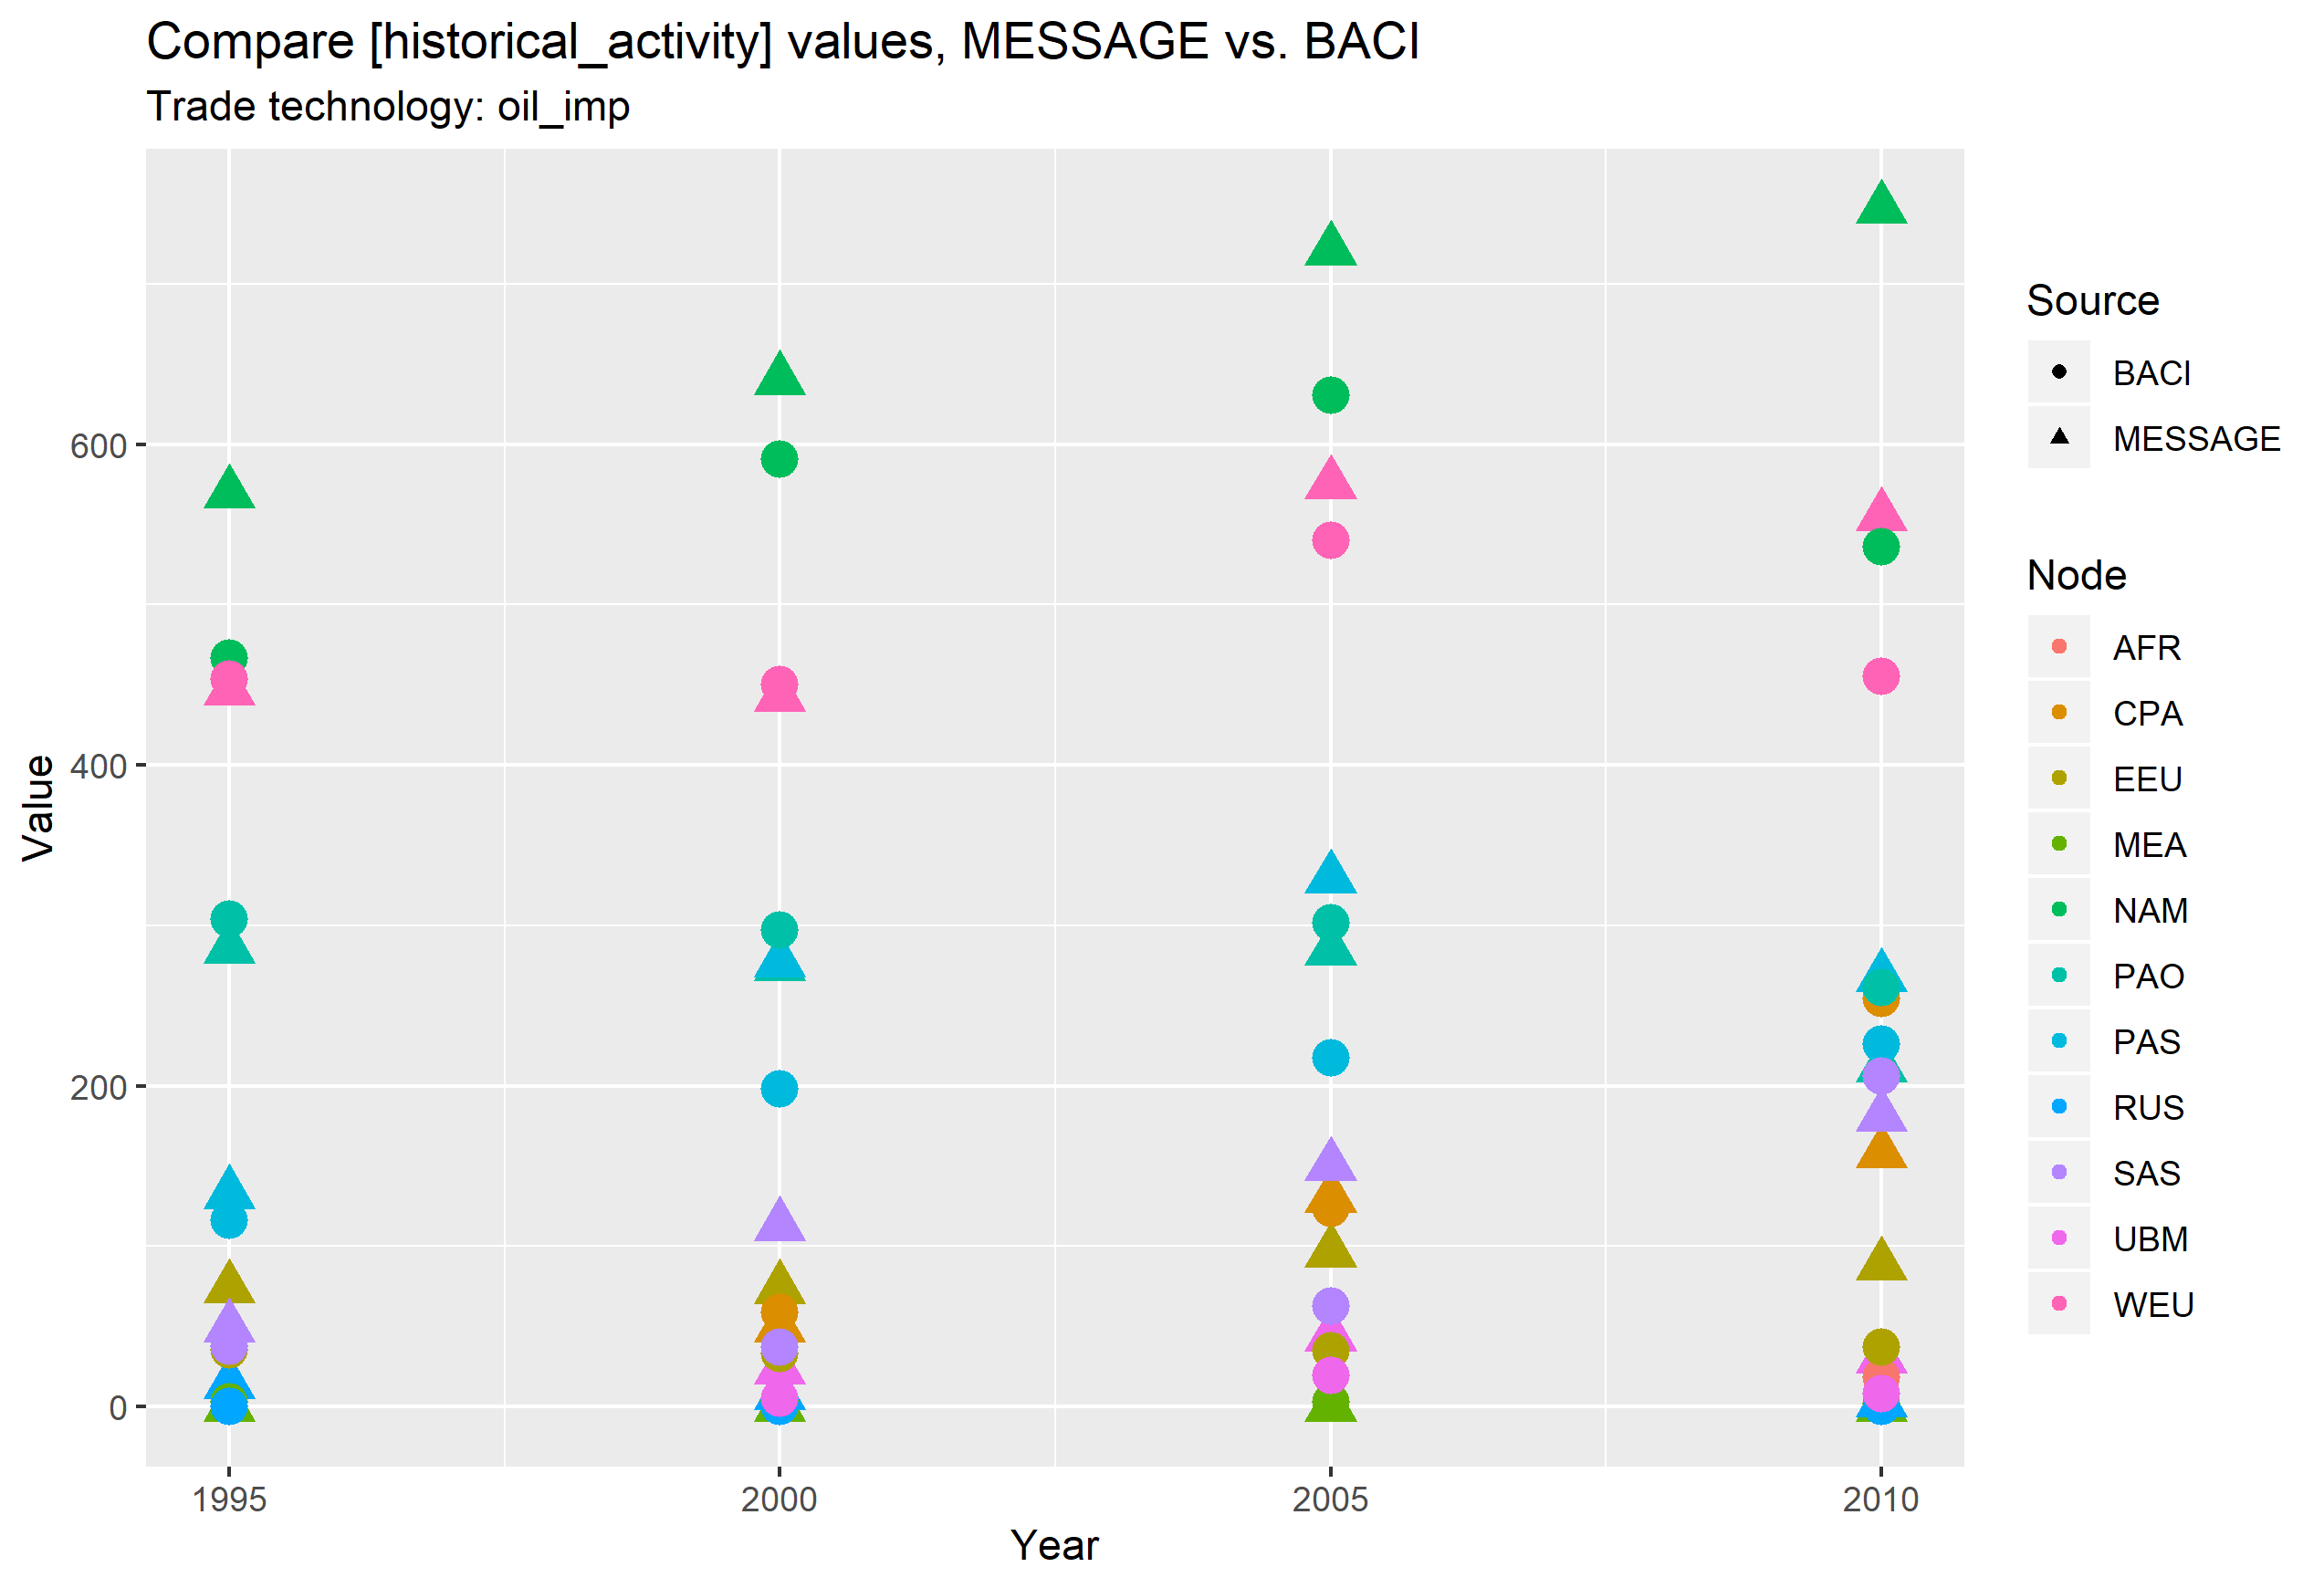 Compare [historical_activity] values, MESSAGE vs. BACI
Trade technology: oil_imp
Value
600
400
200
0
1995
2000
2005
2010
Year
Source
BACI
MESSAGE
Node
AFR
CPA
EEU
MEA
NAM
PAO
PAS
RUS
SAS
UBM
WEU